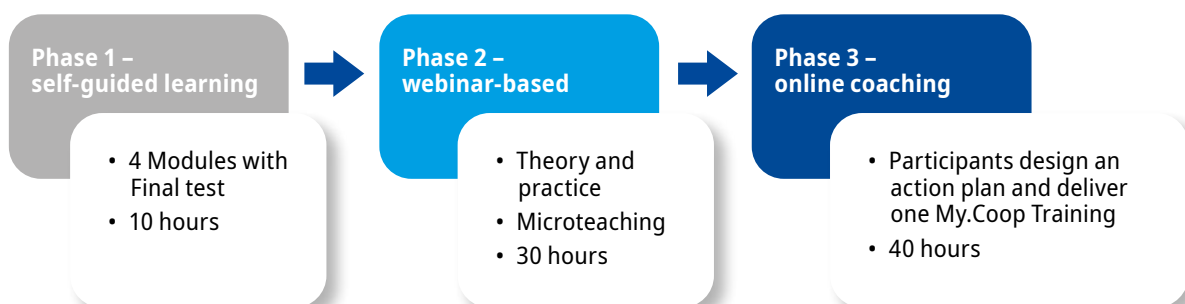 Phase 1 –
self-guided learning
• 4 Modules with
Final test
• 10 hours
Phase 2 –
webinar-based
• Theory and
practice
• Microteaching
• 30 hours
Phase 3 –
online coaching
• Participants design an
action plan and deliver
one My.Coop Training
• 40 hours